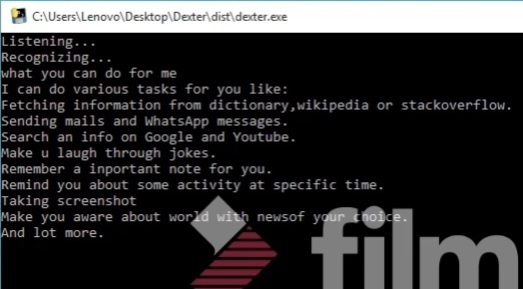 C:\Users\Lenovo\Desktop\Dexter\dist\dexter.exe
Listening...
Recognizing...
what you can do for me
I can do various tasks for you like:
Fetching information from dictionary,wikipedia or stackoverflow.
Sending mails and WhatsApp messages.
Search an info on Google and Youtube.
Make u laugh through jokes.
Remember a inportant note for you.
Remind you about some activity at specific time.
Taking screenshot
Make you aware about world with newsof your choice.
And lot more.
film